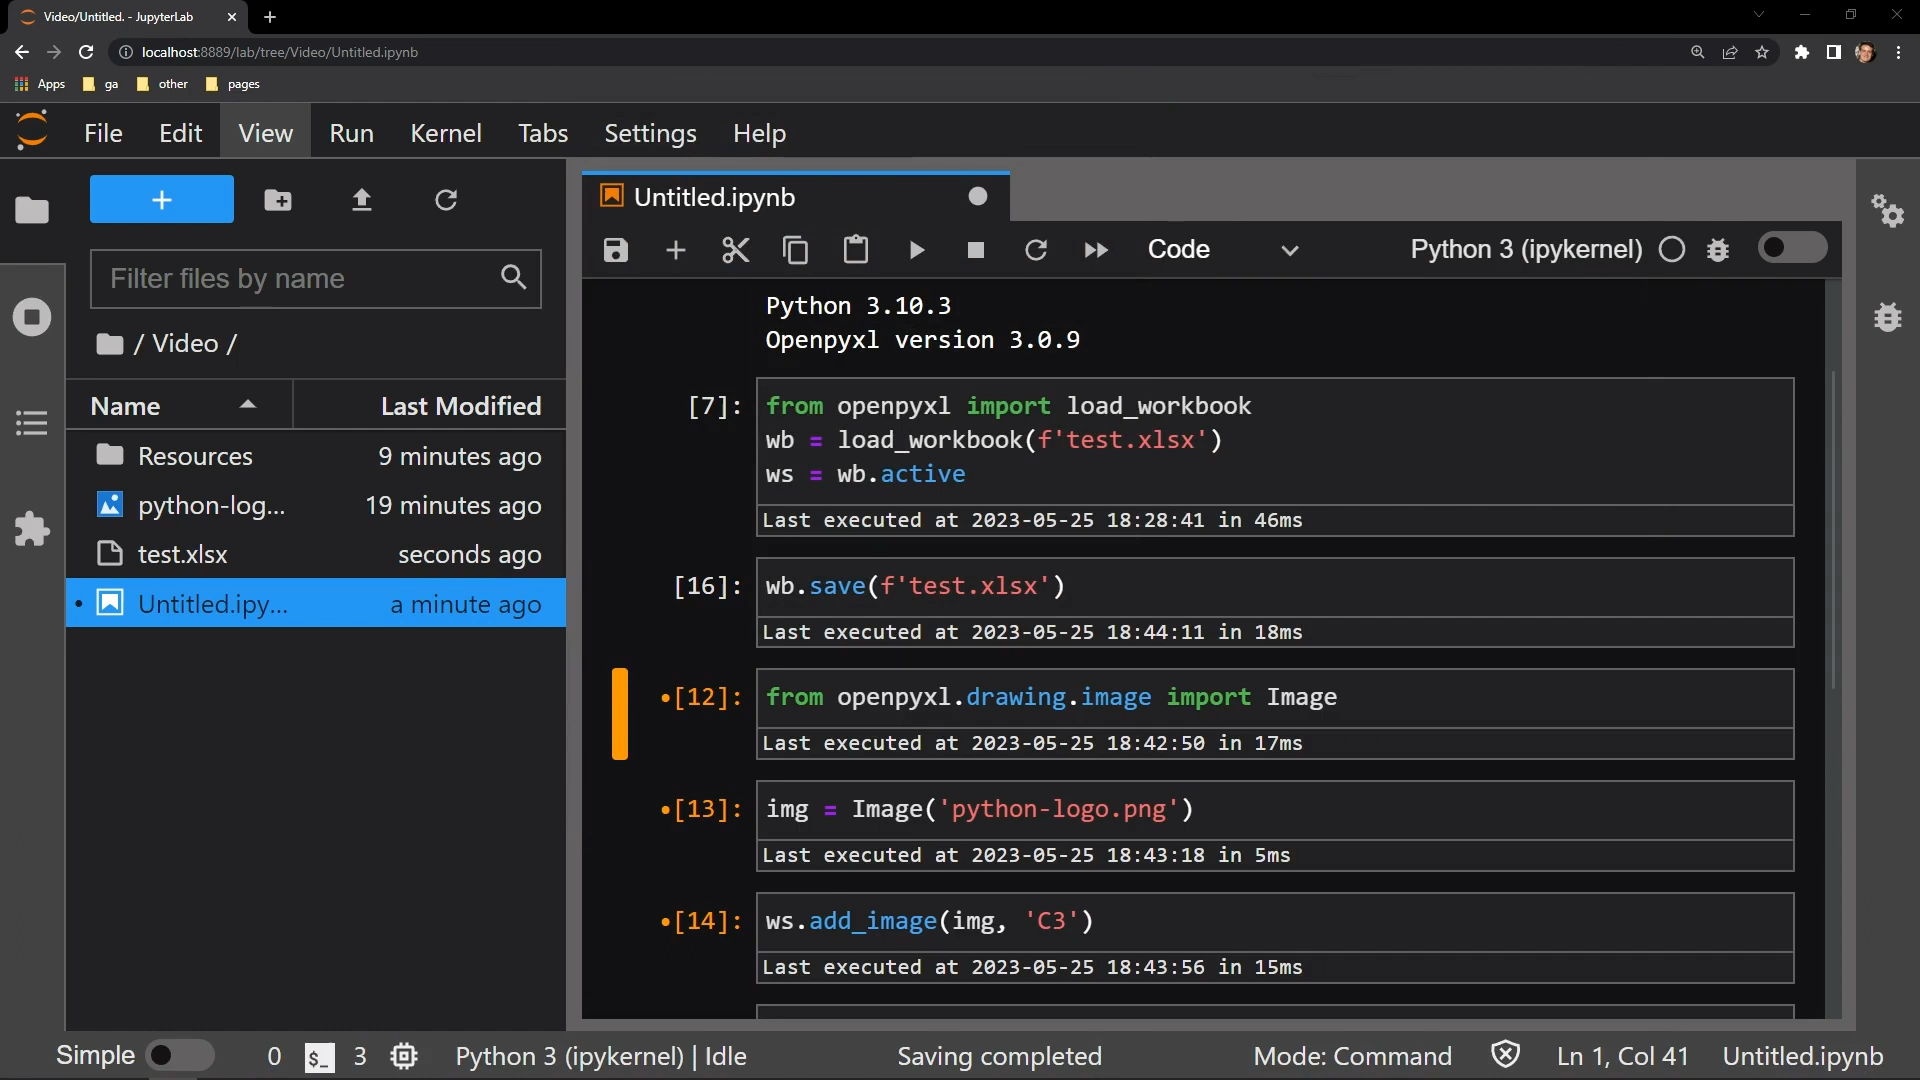 Video/Untitled. - JupyterLab
localhost:8889/lab/tree/Video/Untitled.ipynb
Apps ga other pages
File Edit View Run Kernel Tabs Settings Help
Filter files by name
/ Video /
Name Last Modified
Resources 9 minutes ago
python-log... 19 minutes ago
test.xlsx seconds ago
Untitled.ipy... a minute ago
Untitled.ipynb
Code Python 3 (ipykernel)
Python 3.10.3
Openpyxl version 3.0.9
[7]: from openpyxl import load_workbook
wb = load_workbook(f'test.xlsx')
ws = wb.active
Last executed at 2023-05-25 18:28:41 in 46ms
[16]: wb.save(f'test.xlsx')
Last executed at 2023-05-25 18:44:11 in 18ms
•[12]: from openpyxl.drawing.image import Image
Last executed at 2023-05-25 18:42:50 in 17ms
•[13]: img = Image('python-logo.png')
Last executed at 2023-05-25 18:43:18 in 5ms
•[14]: ws.add_image(img, 'C3')
Last executed at 2023-05-25 18:43:56 in 15ms
Simple 0 $_ 3 Python 3 (ipykernel) | Idle Saving completed Mode: Command Ln 1, Col 41 Untitled.ipynb